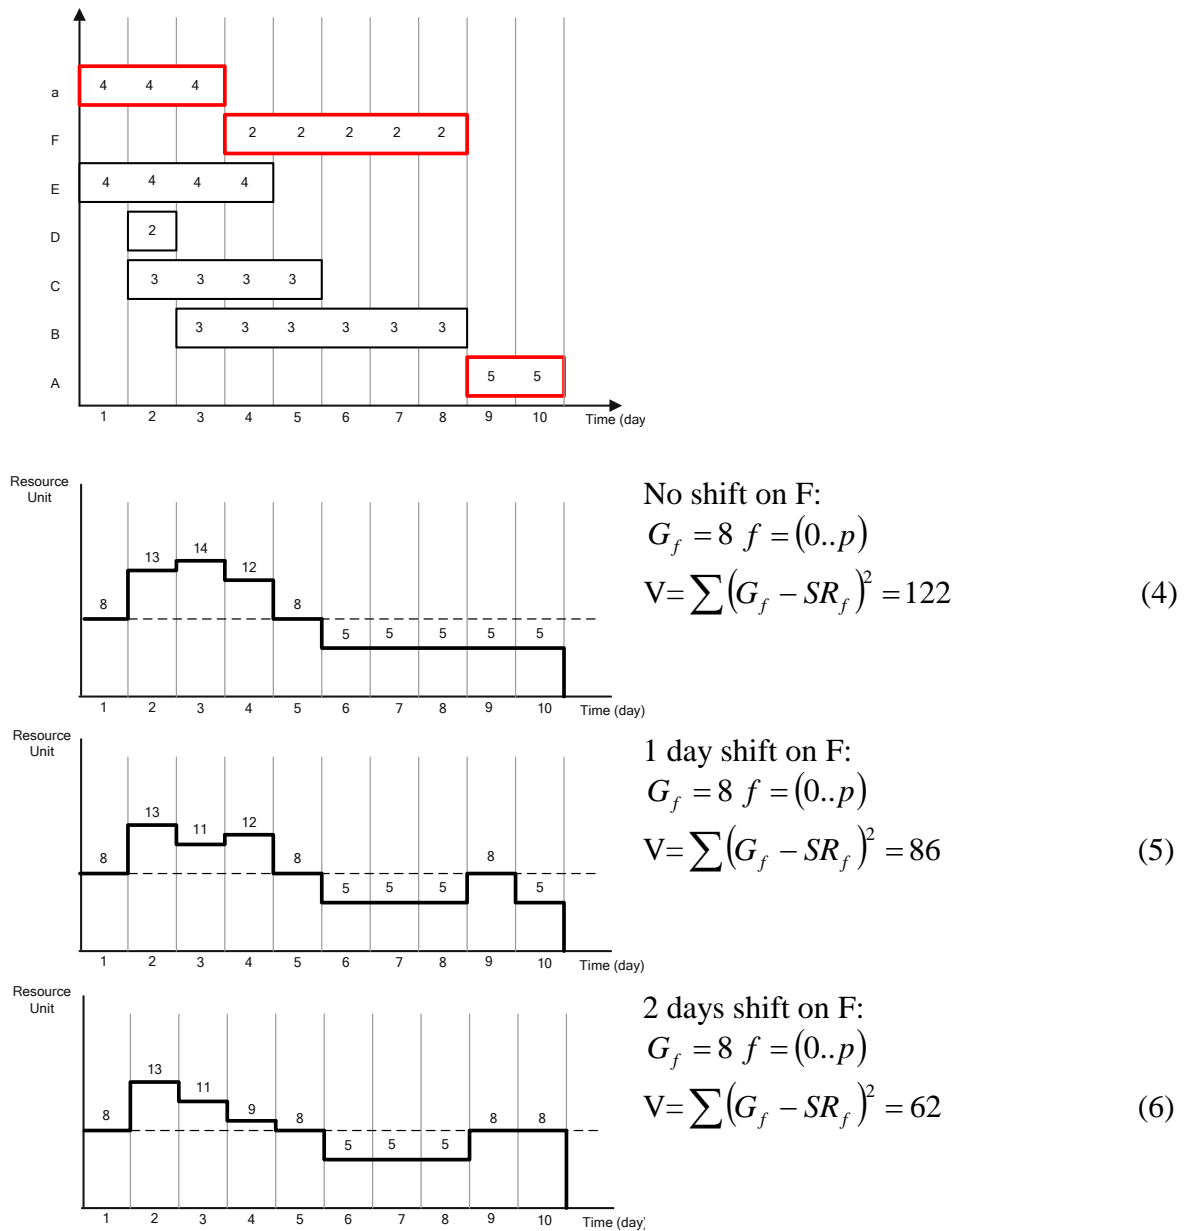 a 4 4 4
F 2 2 2 2 2
E 4 4 4 4
D 2
C 3 3 3 3
B 3 3 3 3 3 3
A 5 5
1 2 3 4 5 6 7 8 9 10 Time (day
Resource
Unit
8 13 14 12 8 5 5 5 5 5
1 2 3 4 5 6 7 8 9 10 Time (day)
No shift on F:
G_f = 8 f = (0..p)
V= ∑(G_f − SR_f)² = 122 (4)
Resource
Unit
8 13 11 12 8 5 5 5 8 5
1 2 3 4 5 6 7 8 9 10 Time (day)
1 day shift on F:
G_f = 8 f = (0..p)
V= ∑(G_f − SR_f)² = 86 (5)
Resource
Unit
8 13 11 9 8 5 5 5 8 8
1 2 3 4 5 6 7 8 9 10 Time (day)
2 days shift on F:
G_f = 8 f = (0..p)
V= ∑(G_f − SR_f)² = 62 (6)